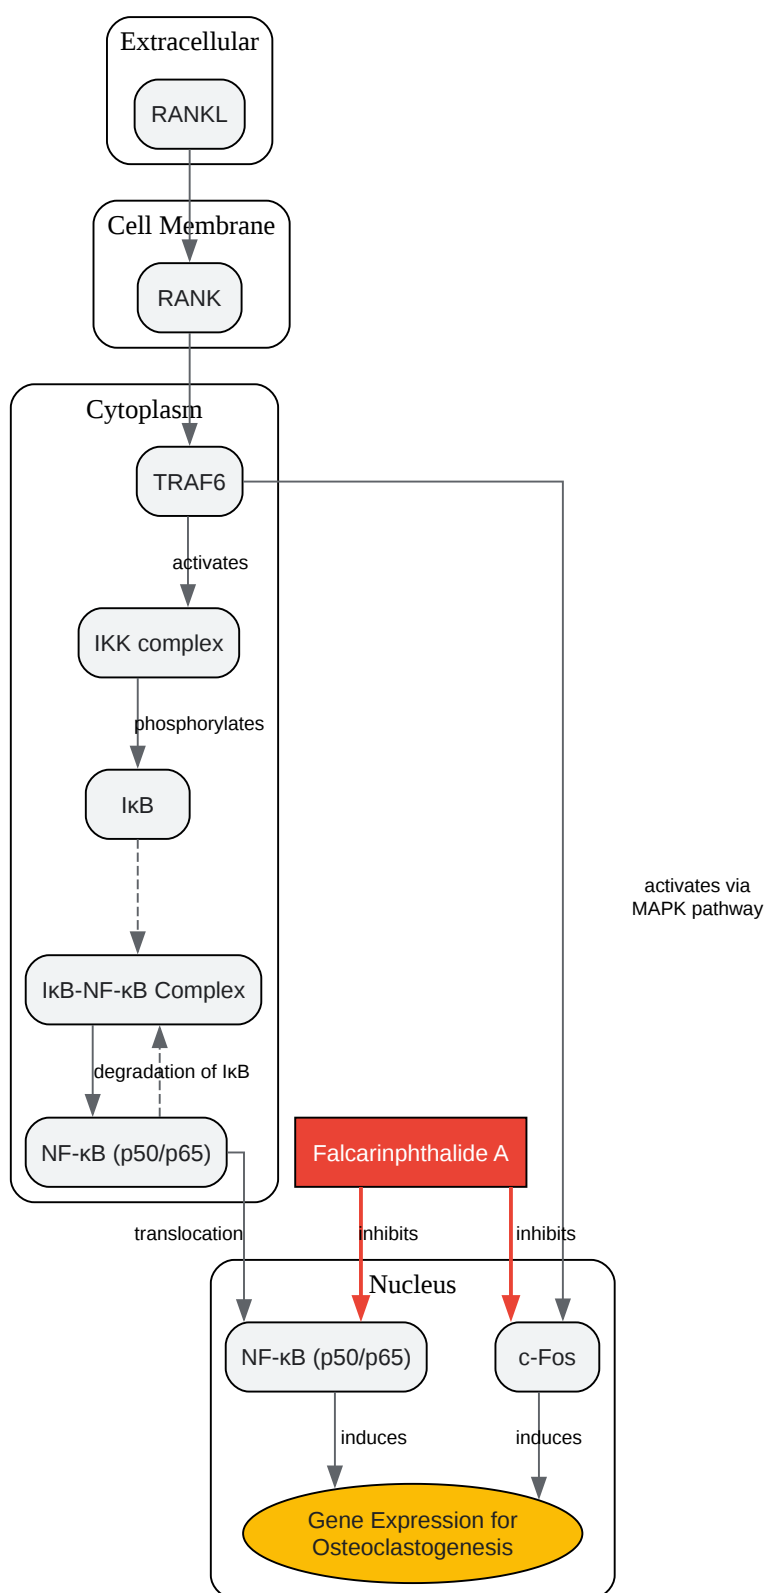 Extracellular
RANKL
Cell Membrane
RANK
Cytoplasm
TRAF6
activates
IKK complex
phosphorylates
IκB
activates via
MAPK pathway
IκB-NF-κB Complex
degradation of IκB
NF-κB (p50/p65)
Falcarinphthalide A
translocation
inhibits
inhibits
Nucleus
NF-κB (p50/p65)
c-Fos
induces
induces
Gene Expression for
Osteoclastogenesis